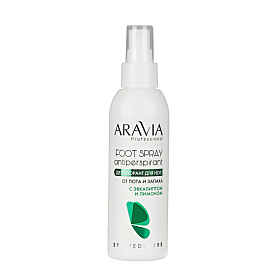 ARAVIA
Professional
FOOT SPRAY
antiperspirant
ДЕЗОДОРАНТ ДЛЯ НОГ
ОТ ПОТА И ЗАПАХА
С ЭВКАЛИПТОМ
И ЛИМОНОМ